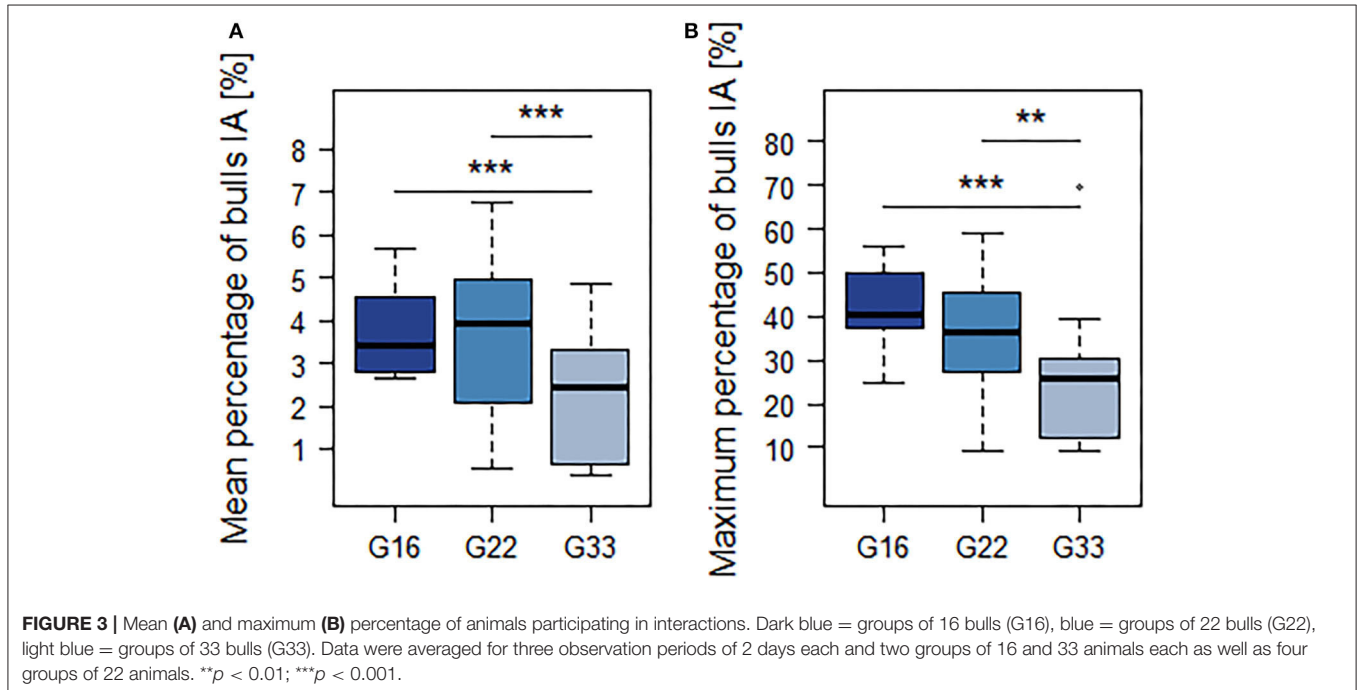 A
Mean percentage of bulls IA [%]
8
7
6
5
4
3
2
1
***
***
G16 G22 G33
B
Maximum percentage of bulls IA [%]
80
70
60
50
40
30
20
10
**
***
G16 G22 G33
FIGURE 3 | Mean (A) and maximum (B) percentage of animals participating in interactions. Dark blue = groups of 16 bulls (G16), blue = groups of 22 bulls (G22),
light blue = groups of 33 bulls (G33). Data were averaged for three observation periods of 2 days each and two groups of 16 and 33 animals each as well as four
groups of 22 animals. **p < 0.01; ***p < 0.001.